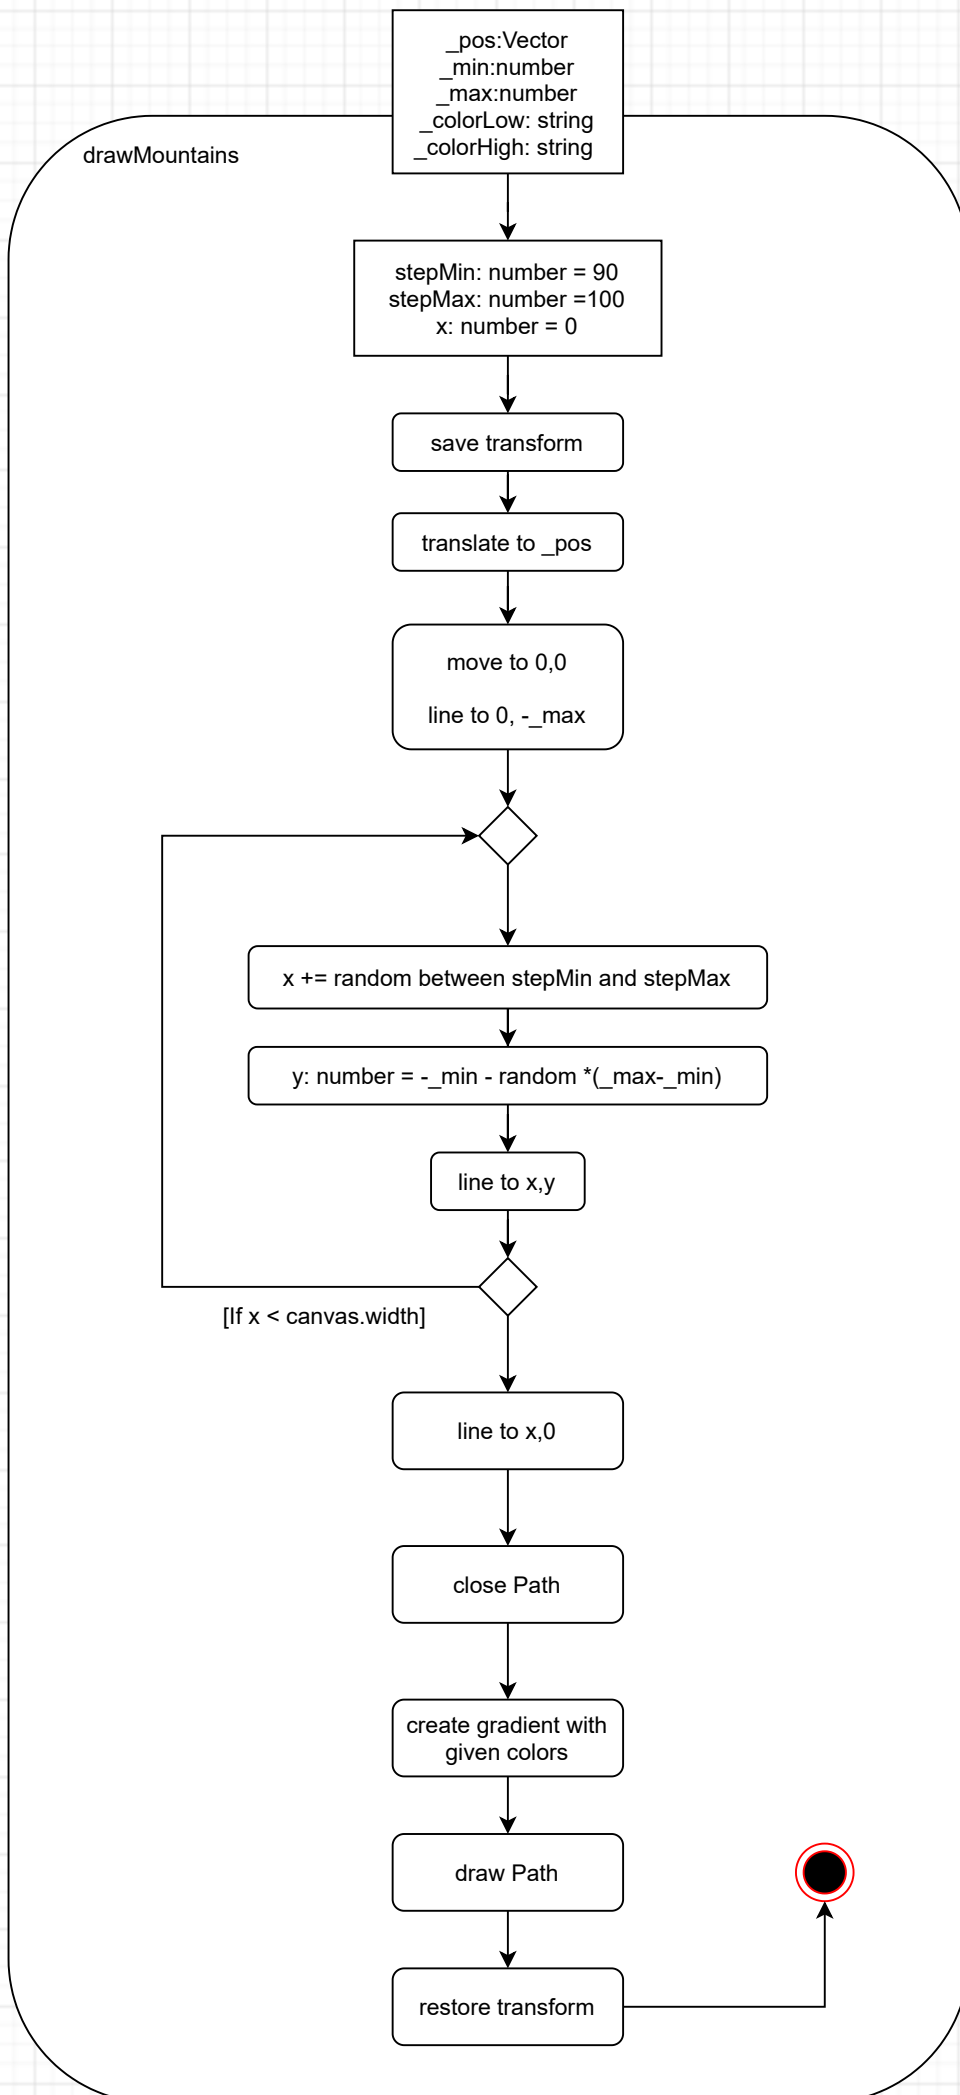 _pos:Vector
_min:number
_max:number
_colorLow: string
_colorHigh: string
drawMountains
stepMin: number = 90
stepMax: number =100
x: number = 0
save transform
translate to _pos
move to 0,0
line to 0, -_max
x += random between stepMin and stepMax
y: number = -_min - random *(_max-_min)
line to x,y
[If x < canvas.width]
line to x,0
close Path
create gradient with
given colors
draw Path
restore transform